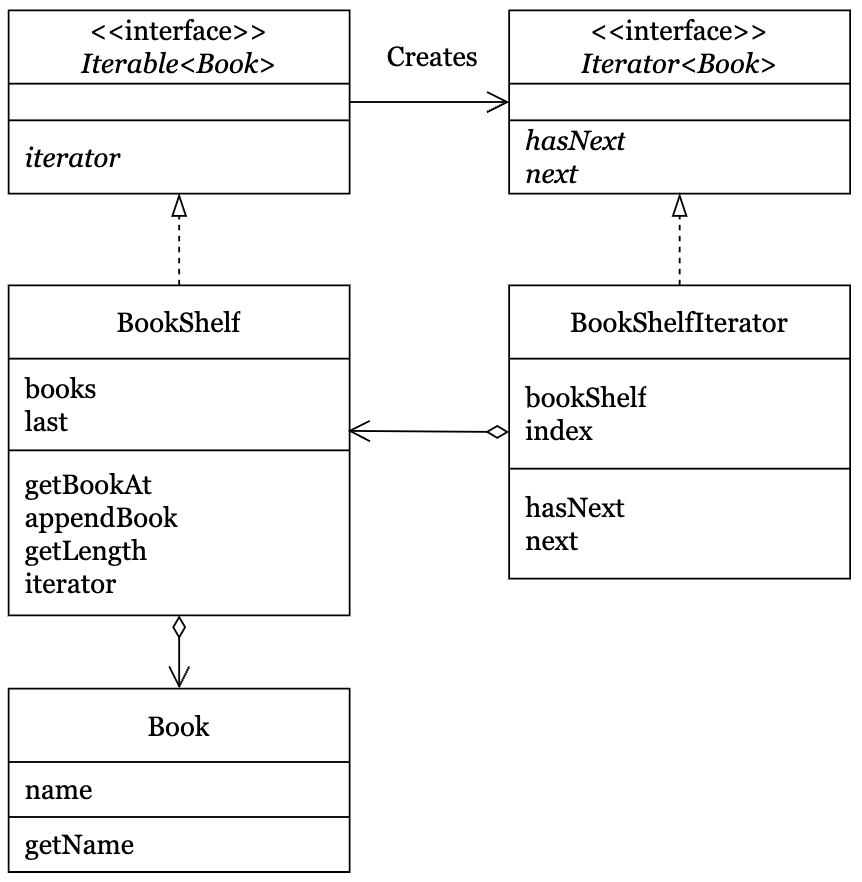 <<interface>>
Iterable<Book>
iterator
Creates
<<interface>>
Iterator<Book>
hasNext
next
BookShelf
books
last
getBookAt
appendBook
getLength
iterator
BookShelfIterator
bookShelf
index
hasNext
next
Book
name
getName